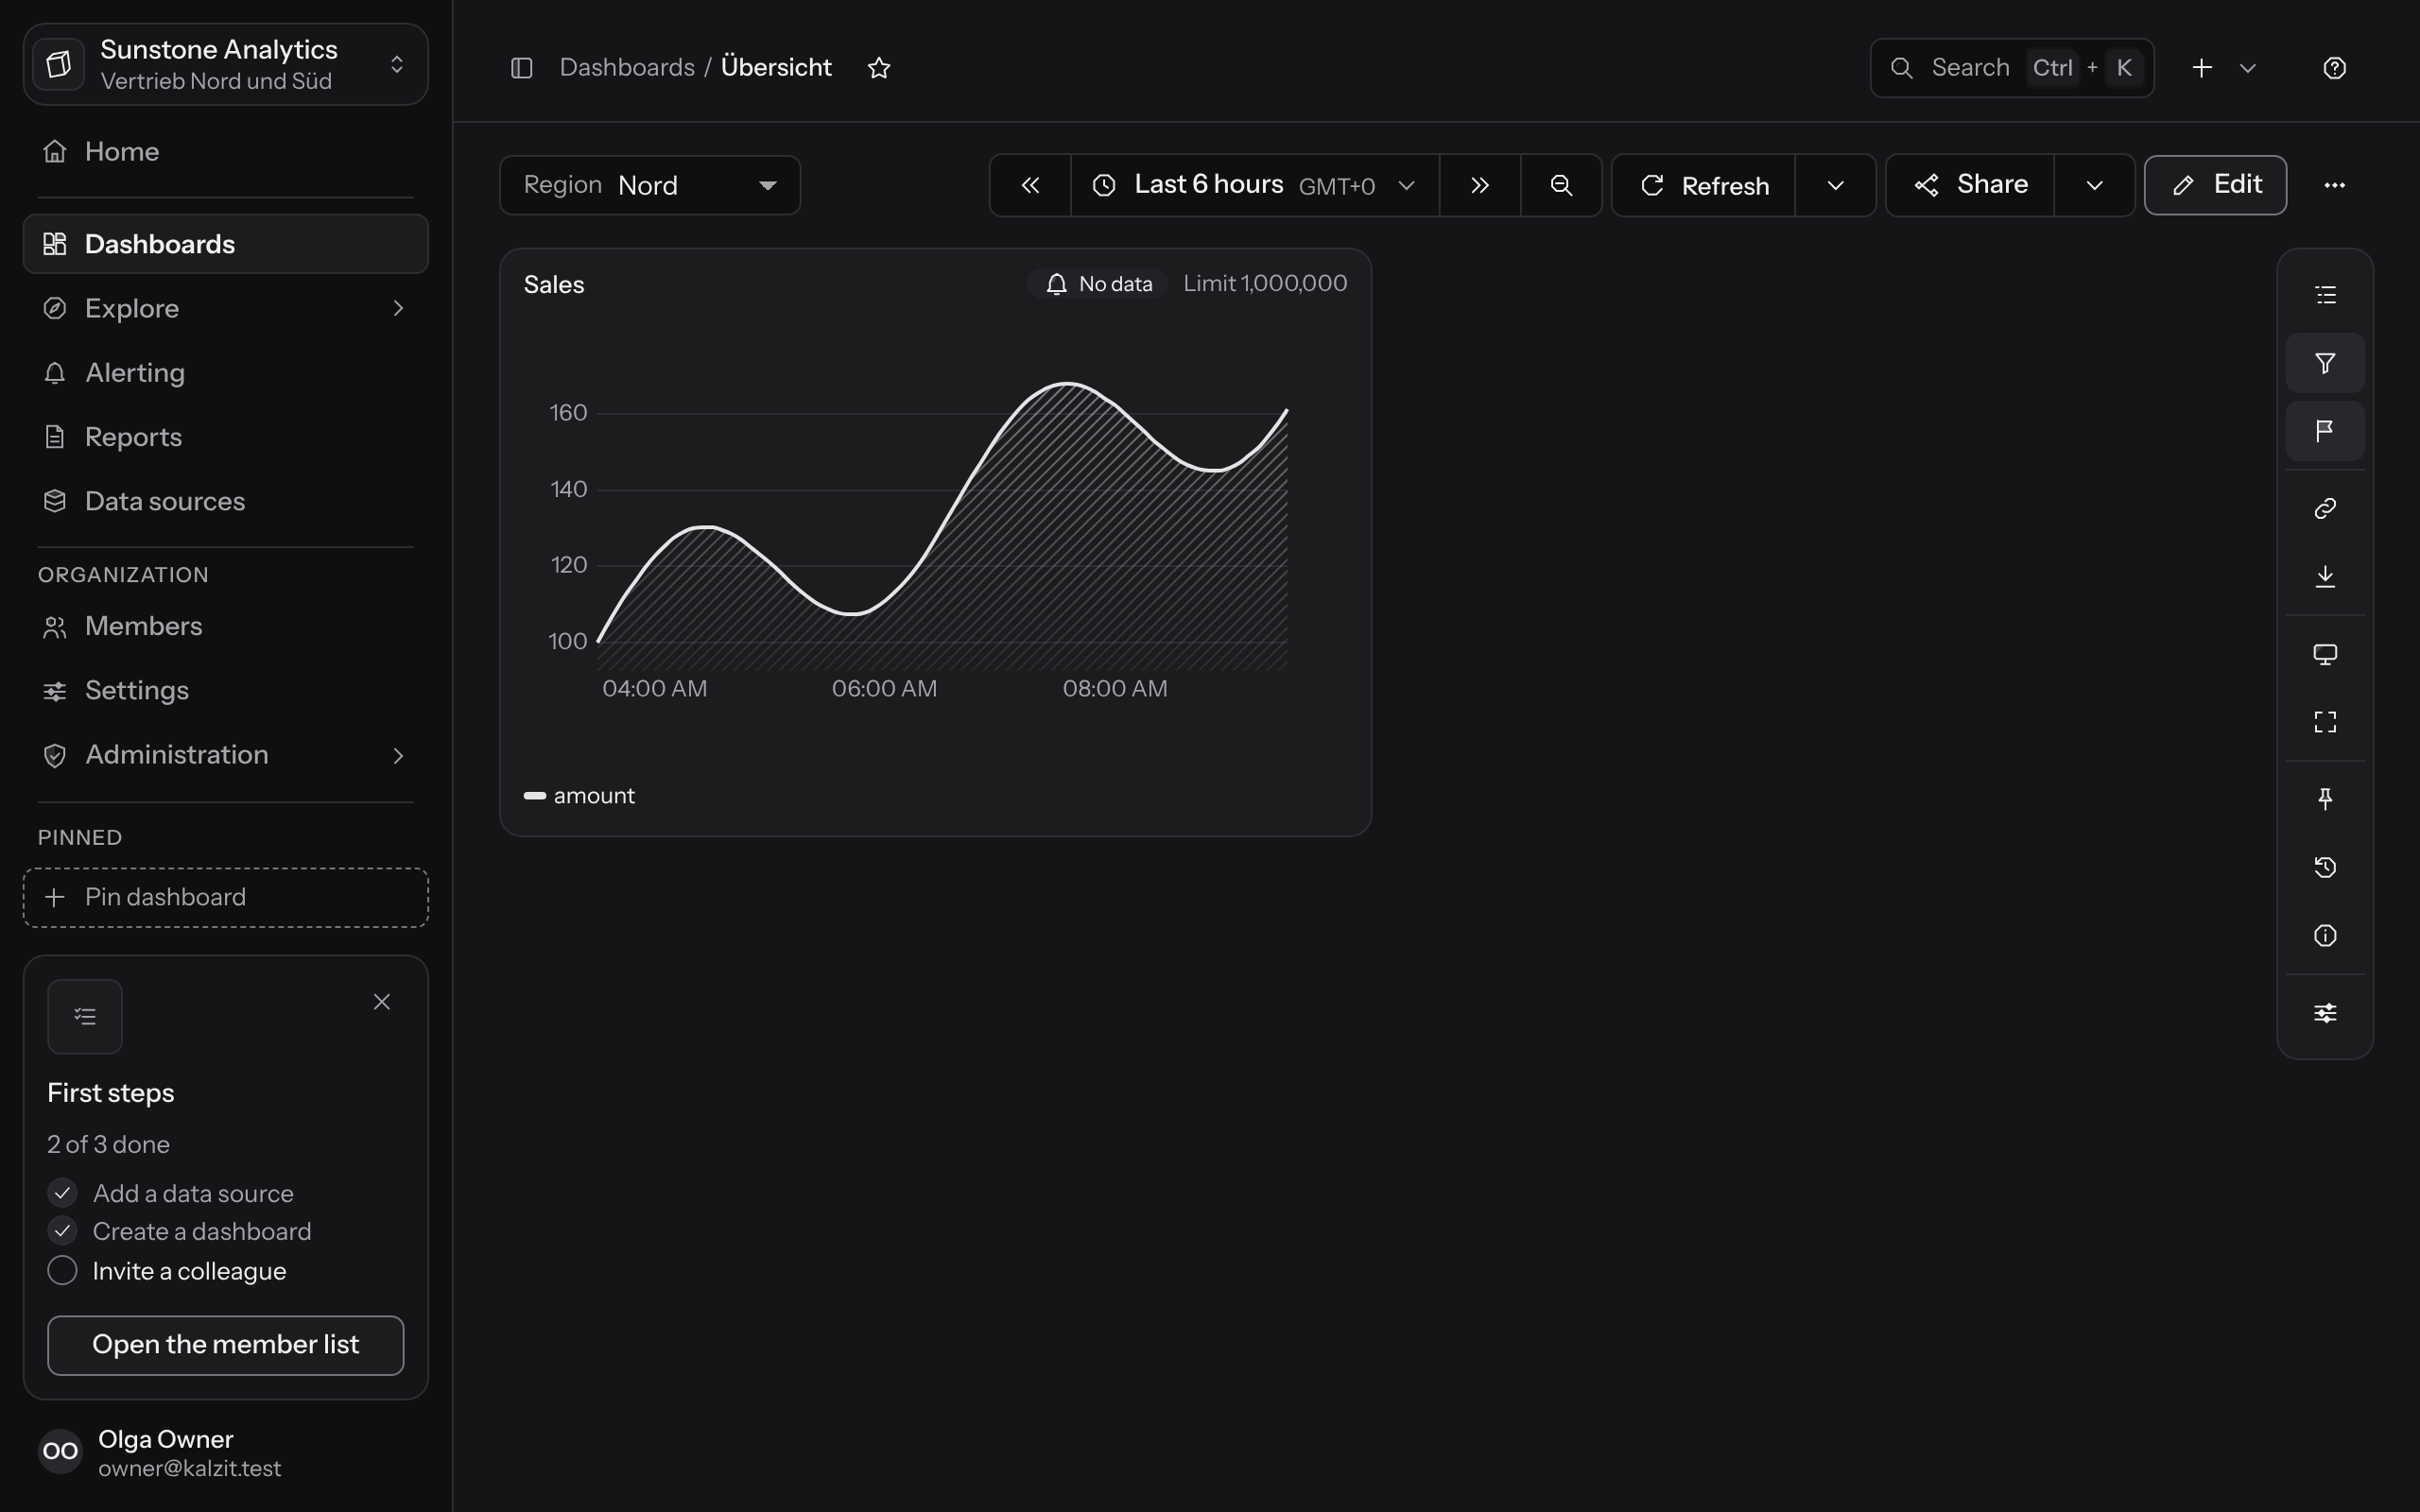 Sunstone Analytics
Vertrieb Nord und Süd
Home
Dashboards
Explore
Alerting
Reports
Data sources
ORGANIZATION
Members
Settings
Administration
PINNED
Pin dashboard
First steps
2 of 3 done
Add a data source
Create a dashboard
Invite a colleague
Open the member list
OO
Olga Owner
owner@kalzit.test
Dashboards / Übersicht
Search Ctrl + K
Region Nord
Last 6 hours GMT+0
Refresh
Share
Edit
Sales
No data
Limit 1,000,000
160
140
120
100
04:00 AM 06:00 AM 08:00 AM
amount